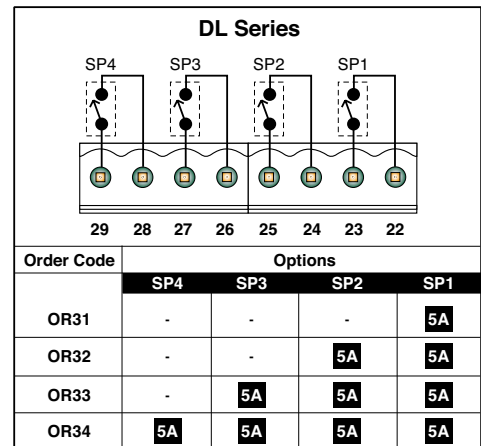 DL Series
SP4 SP3 SP2 SP1
29 28 27 26 25 24 23 22
Order Code Options
SP4 SP3 SP2 SP1
OR31 - - - 5A
OR32 - - 5A 5A
OR33 - 5A 5A 5A
OR34 5A 5A 5A 5A